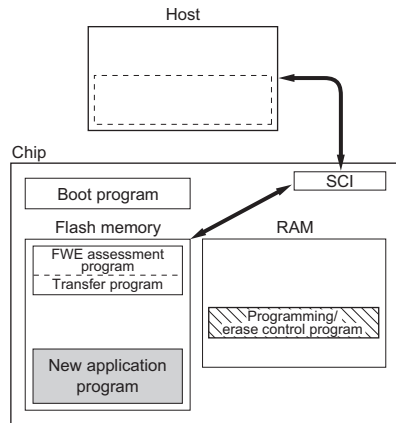 Host
Chip
SCI
Boot program
Flash memory
RAM
FWE assessment
program
Transfer program
Programming/
erase control program
New application
program